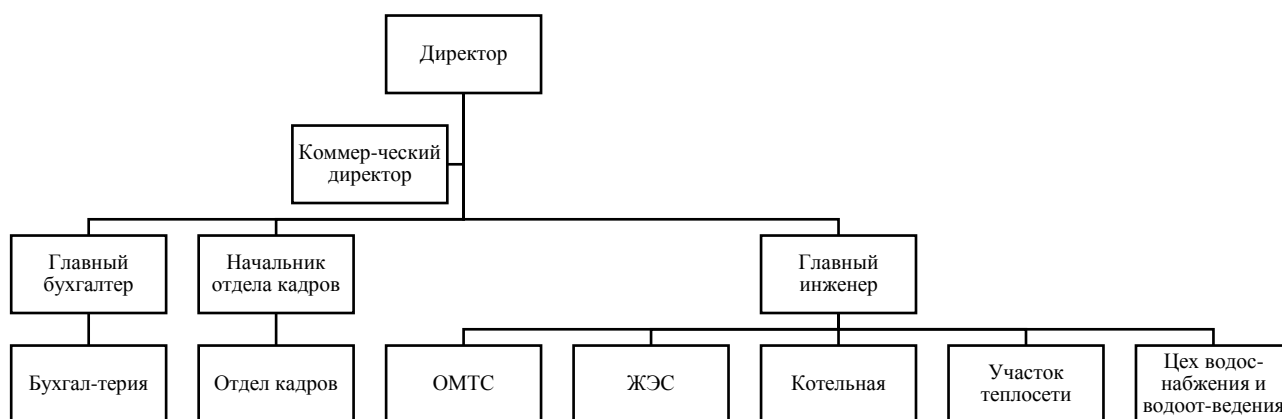 Директор
Коммер-ческий
директор
Главный
бухгалтер
Начальник
отдела кадров
Главный
инженер
Бухгал-терия
Отдел кадров
ОМТС
ЖЭС
Котельная
Участок
теплосети
Цех водос-
набжения и
водоот-ведения